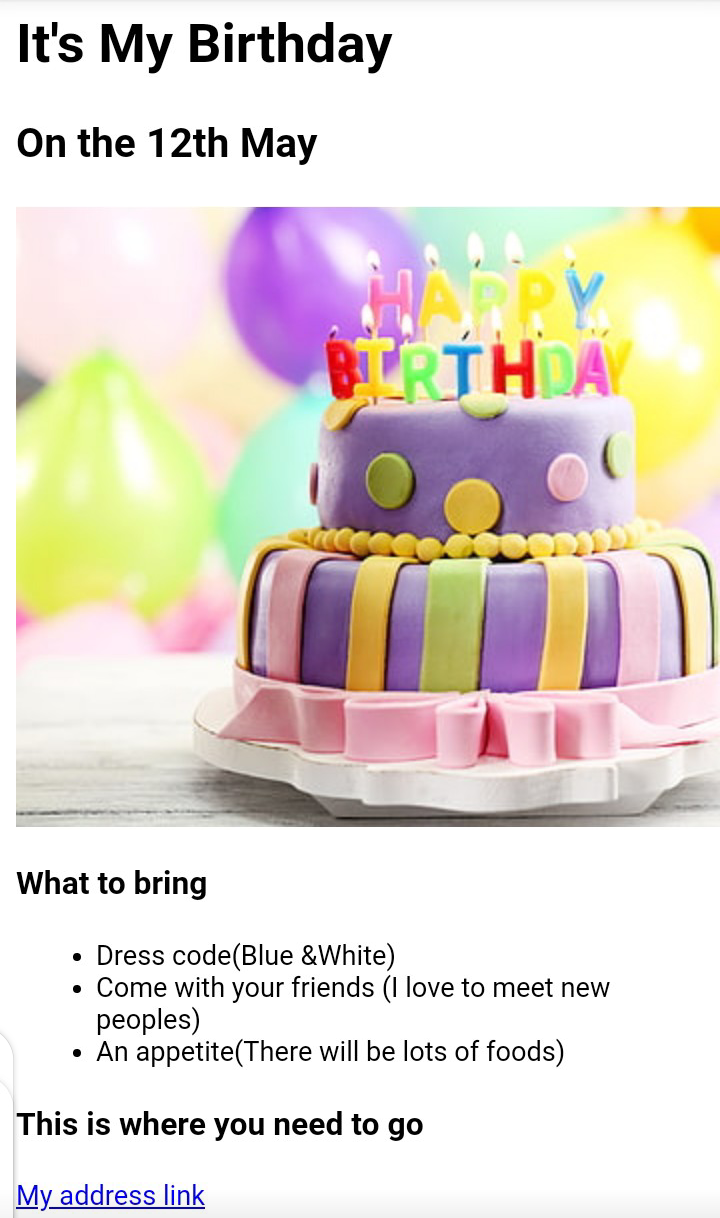 It's My Birthday
On the 12th May
HAPPY
BIRTHDAY
What to bring
Dress code(Blue &White)
Come with your friends (I love to meet new
peoples)
An appetite(There will be lots of foods)
This is where you need to go
My address link